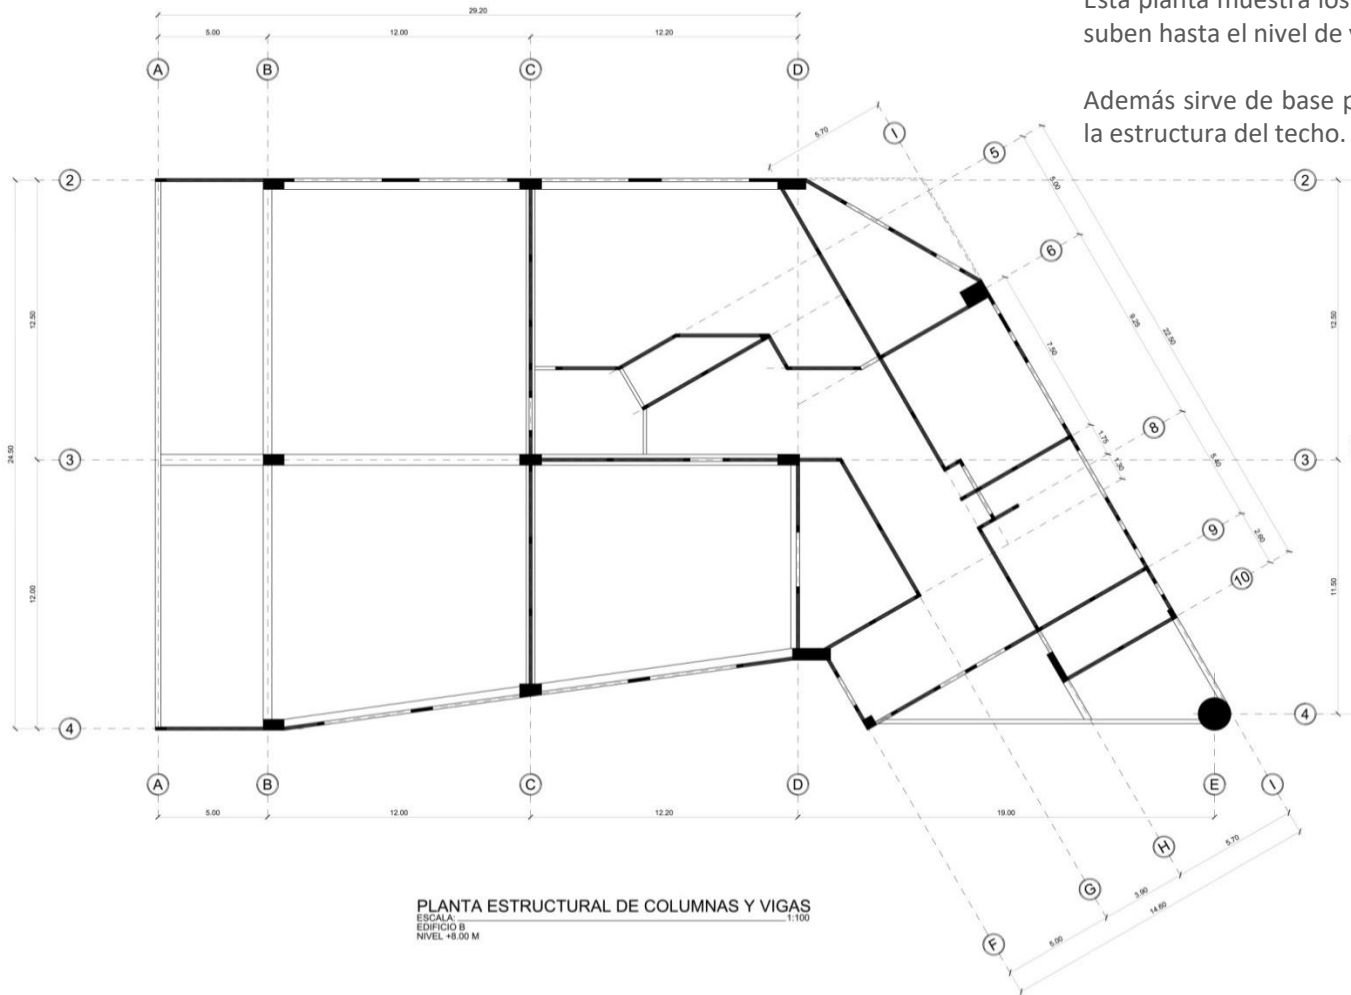 29.20
5.00 12.00 12.20
Esta planta muestra los
suben hasta el nivel de
A B C D
Además sirve de base
la estructura del techo.
5.70
I
5
2 2
5.00
6
12.50 9.25 22.50 12.50
7.50
8
1.75
24.50 3 1.30 5.40 3
9
2.60
10
12.00 11.50
4 4
A B C D E I
5.00 12.00 12.20 19.00
H 5.70
G 3.90
14.60
PLANTA ESTRUCTURAL DE COLUMNAS Y VIGAS
ESCALA: 1:100
EDIFICIO B
NIVEL +8.00 M
F 5.00